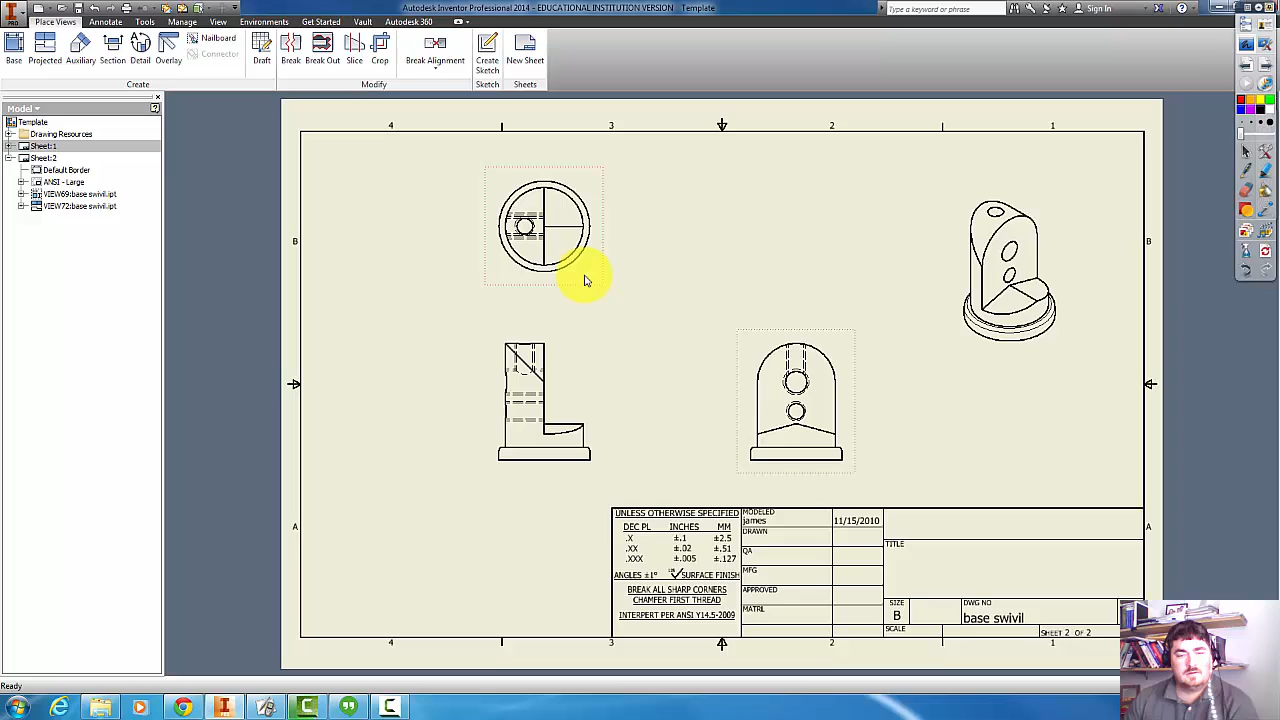 Autodesk Inventor Professional 2014 - EDUCATIONAL INSTITUTION VERSION Template
Type a keyword or phrase
Sign In
PRO
Place Views Annotate Tools Manage View Environments Get Started Vault Autodesk 360
Base Projected Auxiliary Section Detail Overlay
Nailboard
Connector
Draft Break Break Out Slice Crop Break Alignment Create Sketch New Sheet
Create Modify Sketch Sheets
Model
Template
Drawing Resources
Sheet:1
Sheet:2
Default Border
ANSI - Large
VIEW69:base swivil.ipt
VIEW72:base swivil.ipt
4 3 2 1
B B
A A
UNLESS OTHERWISE SPECIFIED
DEC PL INCHES MM
.X ±.1 ±2.5
.XX ±.02 ±.51
.XXX ±.005 ±.127
ANGLES ±1° SURFACE FINISH
BREAK ALL SHARP CORNERS
CHAMFER FIRST THREAD
INTERPERT PER ANSI Y14.5-2009
MODELED
james 11/15/2010
DRAWN
QA
MFG
APPROVED
MATRL
TITLE
SIZE
B
DWG NO
base swivil
SCALE
SHEET 2 OF 2
4 3 2 1
Ready